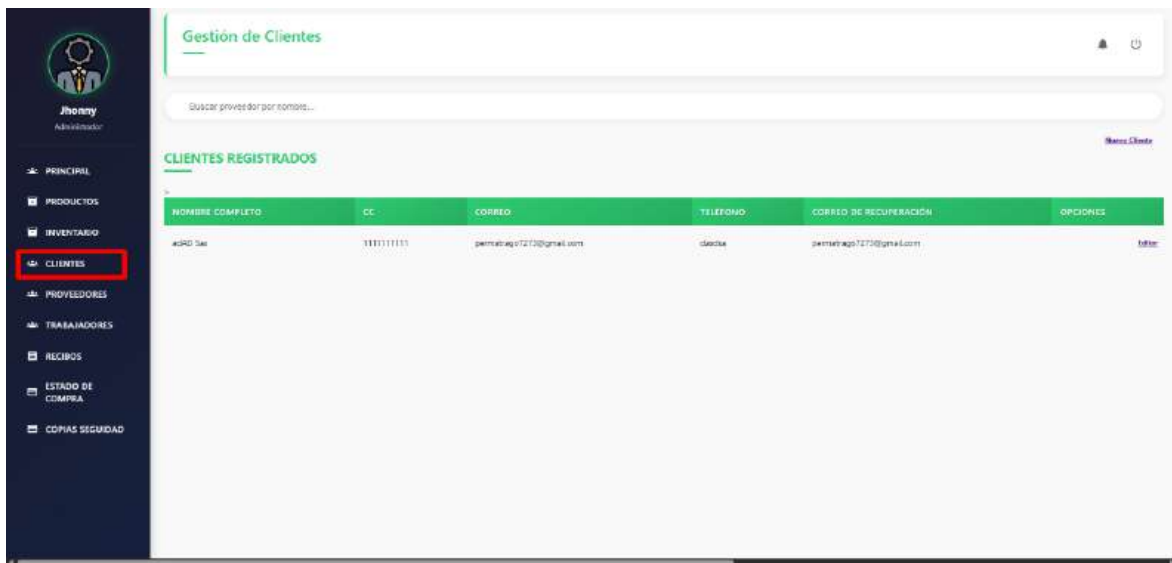 Jhonny
Administrador
PRINCIPAL
PRODUCTOS
INVENTARIO
CLIENTES
PROVEEDORES
TRABAJADORES
RECIBOS
ESTADO DE
COMPRA
COPIAS SEGUIDAD
Gestión de Clientes
Buscar proveedor por nombre...
Nuevo Cliente
CLIENTES REGISTRADOS
>
NOMBRE COMPLETO CC CORREO TELEFONO CORREO DE RECUPERACIÓN OPCIONES
1111111111 Editar